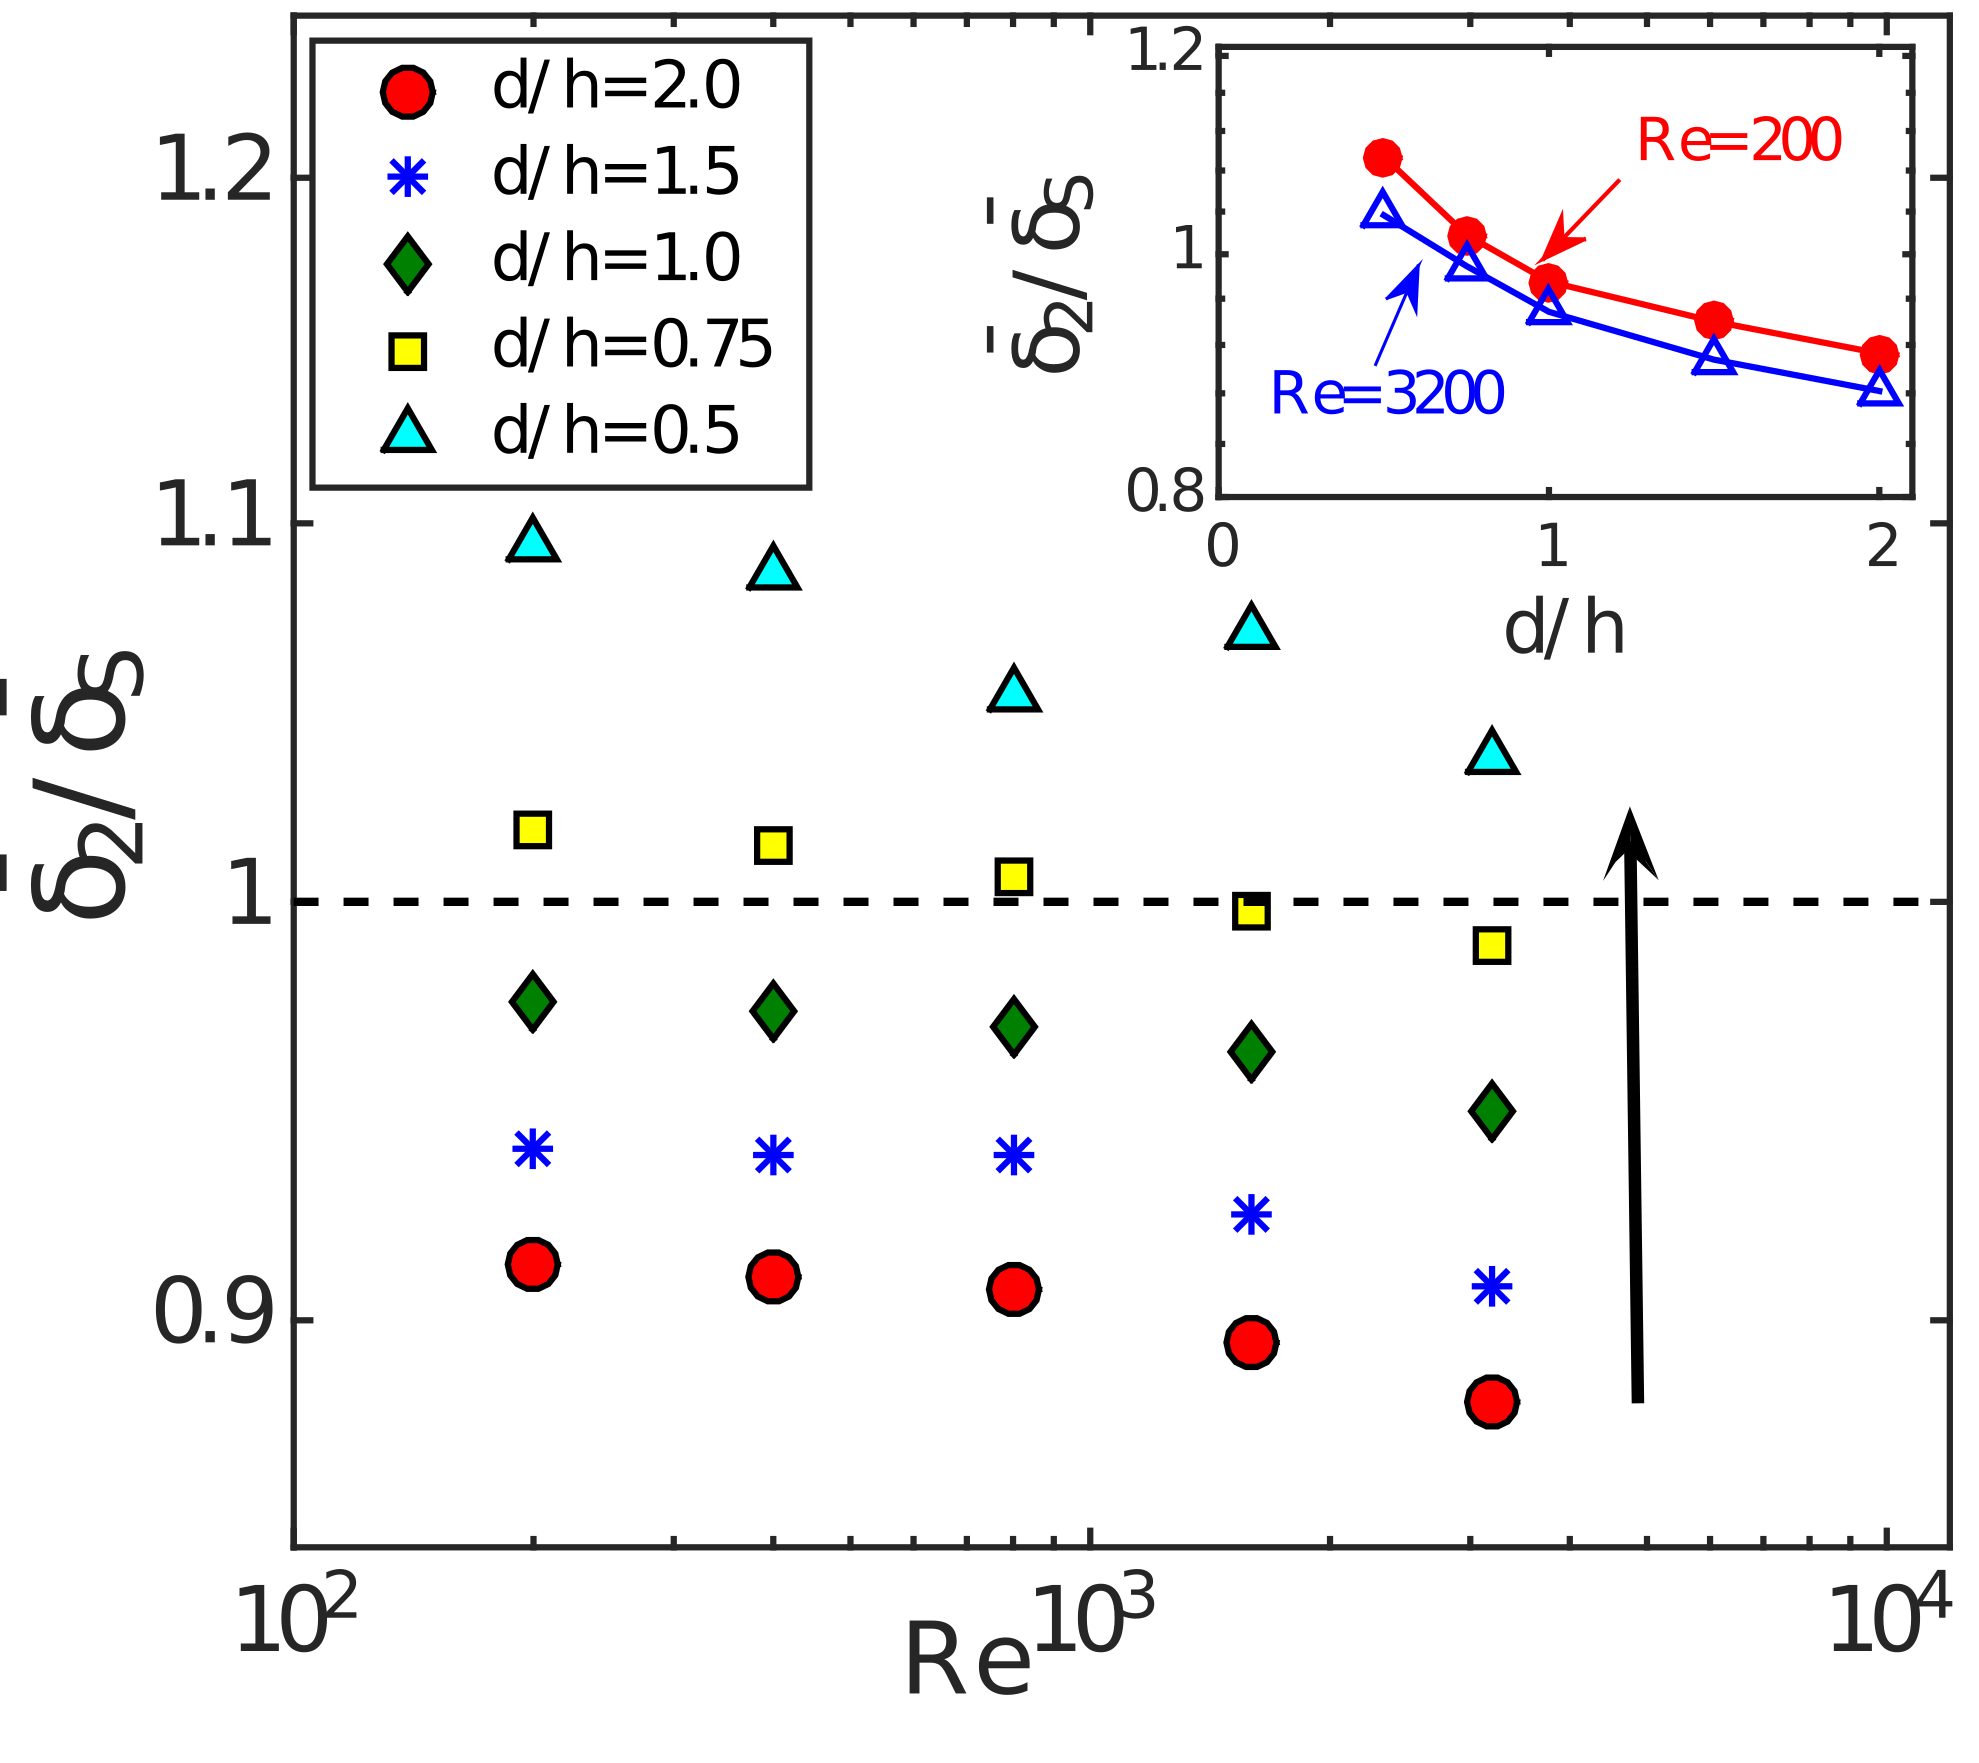 d/h=2.0
d/h=1.5
d/h=1.0
d/h=0.75
d/h=0.5
1.2
1.1
1
0.9
δ̄₂/δ̄s
10²
10³
10⁴
Re
1.2
1
0.8
δ̄₂/δ̄s
Re=200
Re=3200
0
1
2
d/h